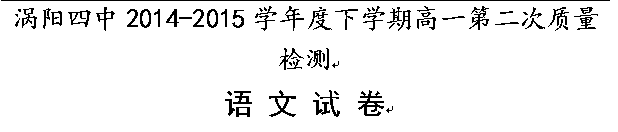 涡阳四中 2014-2015 学年度下学期高一第二次质量
检测
语 文 试 卷